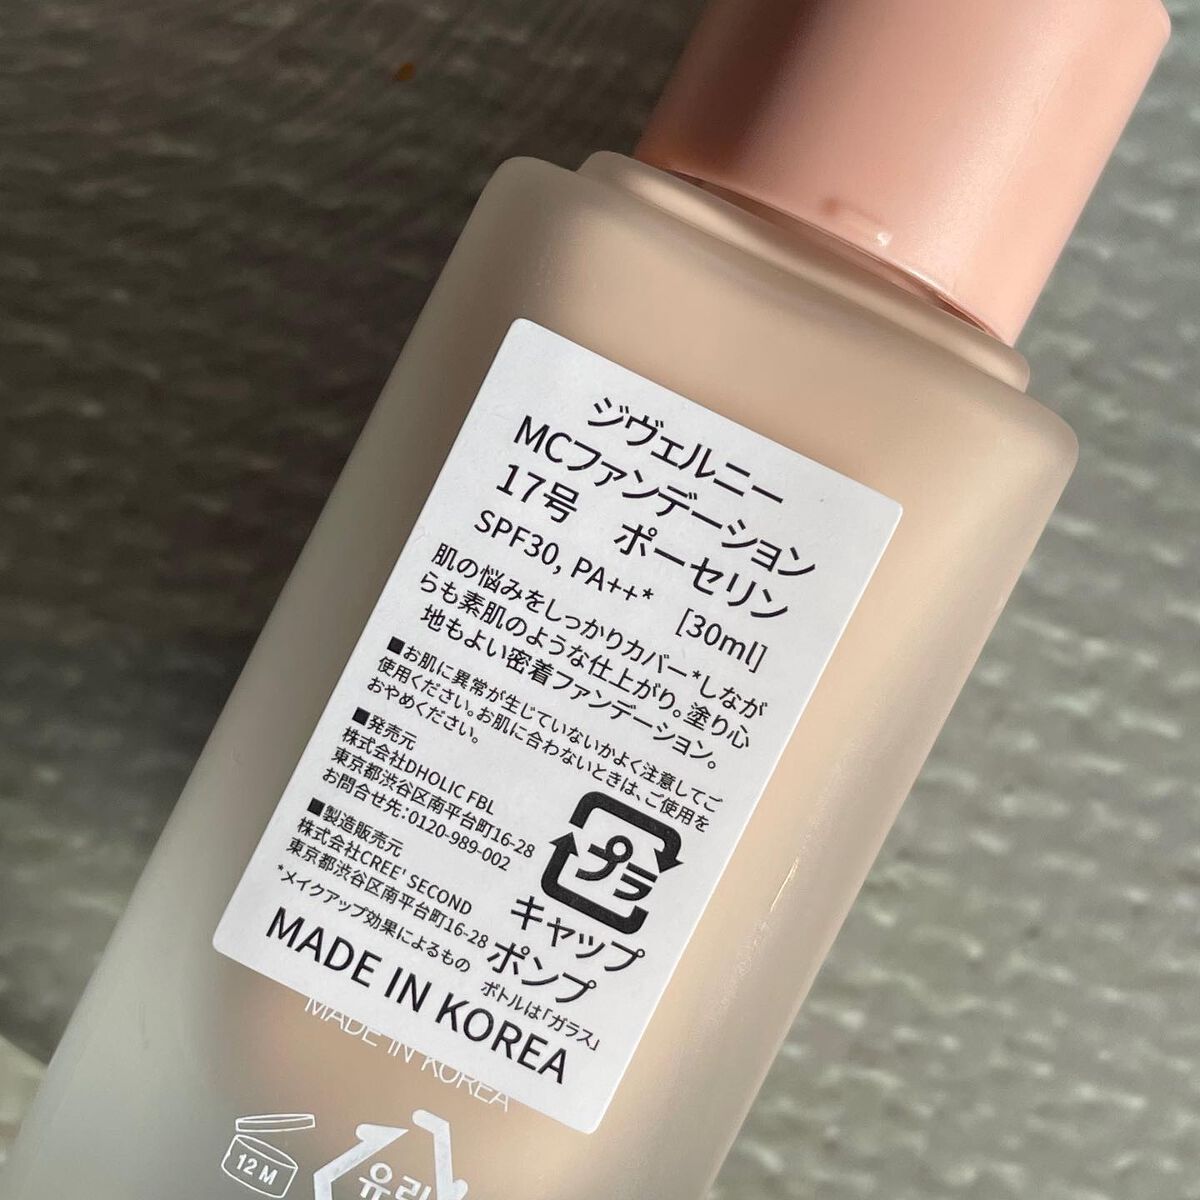 ジヴェルニー
MCファンデーション
17号　ポーセリン
SPF30, PA++* [30ml]
肌の悩みをしっかりカバー*しなが
らも素肌のような仕上がり。塗り心
地もよい密着ファンデーション。
■お肌に異常が生じていないかよく注意してご
使用ください。お肌に合わないときは、ご使用を
おやめください。
■発売元
株式会社DHOLIC FBL
東京都渋谷区南平台町16-28
お問合せ先：0120-989-002
■製造販売元
株式会社CREE' SECOND
東京都渋谷区南平台町16-28
*メイクアップ効果によるもの
プラ
キャップ
ポンプ
ボトルは「ガラス」
MADE IN KOREA
MADE IN KOREA
12M
유리